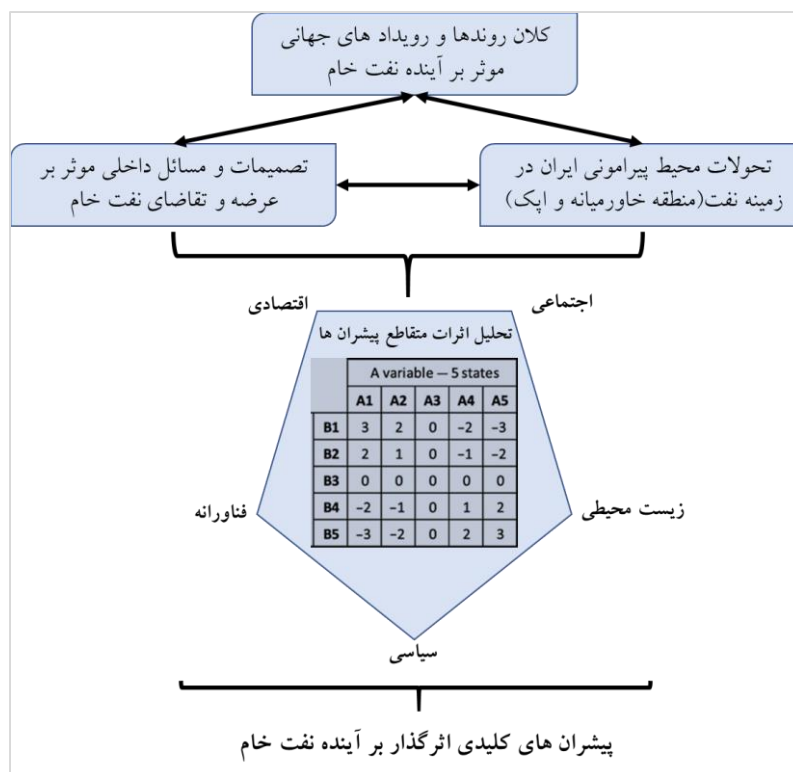 کلان روندها و رویداد های جهانی
موثر بر آینده نفت خام
تصمیمات و مسائل داخلی موثر بر
عرضه و تقاضای نفت خام
تحولات محیط پیرامونی ایران در
زمینه نفت(منطقه خاورمیانه و اپک)
اقتصادی
اجتماعی
تحلیل اثرات متقاطع پیشران ها
A variable — 5 states
A1 A2 A3 A4 A5
B1 3 2 0 −2 −3
B2 2 1 0 −1 −2
B3 0 0 0 0 0
B4 −2 −1 0 1 2
B5 −3 −2 0 2 3
فناورانه
زیست محیطی
سیاسی
پیشران های کلیدی اثرگذار بر آینده نفت خام